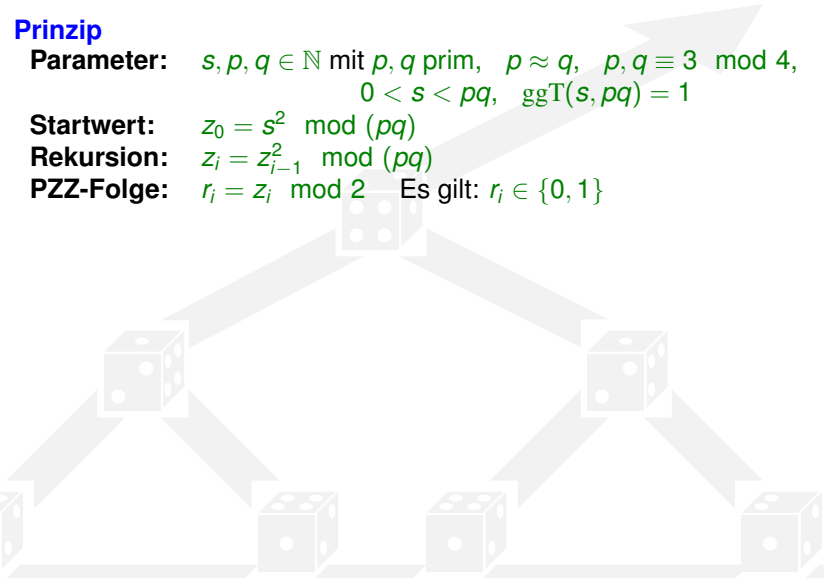 Prinzip
Parameter: s, p, q ∈ ℕ mit p, q prim, p ≈ q, p, q ≡ 3 mod 4,
0 < s < pq, ggT(s, pq) = 1
Startwert: z₀ = s² mod (pq)
Rekursion: zᵢ = zᵢ₋₁² mod (pq)
PZZ-Folge: rᵢ = zᵢ mod 2 Es gilt: rᵢ ∈ {0, 1}